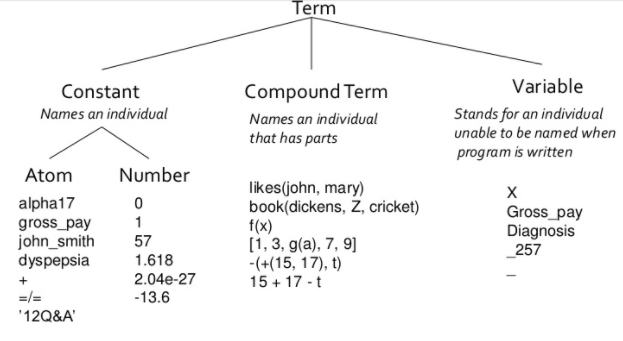 Term
Constant
Names an individual
Atom
alpha17
gross_pay
john_smith
dyspepsia
+
=/=
'12Q&A'
Number
0
1
57
1.618
2.04e-27
-13.6
Compound Term
Names an individual
that has parts
likes(john, mary)
book(dickens, Z, cricket)
f(x)
[1, 3, g(a), 7, 9]
-(+(15, 17), t)
15 + 17 - t
Variable
Stands for an individual
unable to be named when
program is written
X
Gross_pay
Diagnosis
_257
_